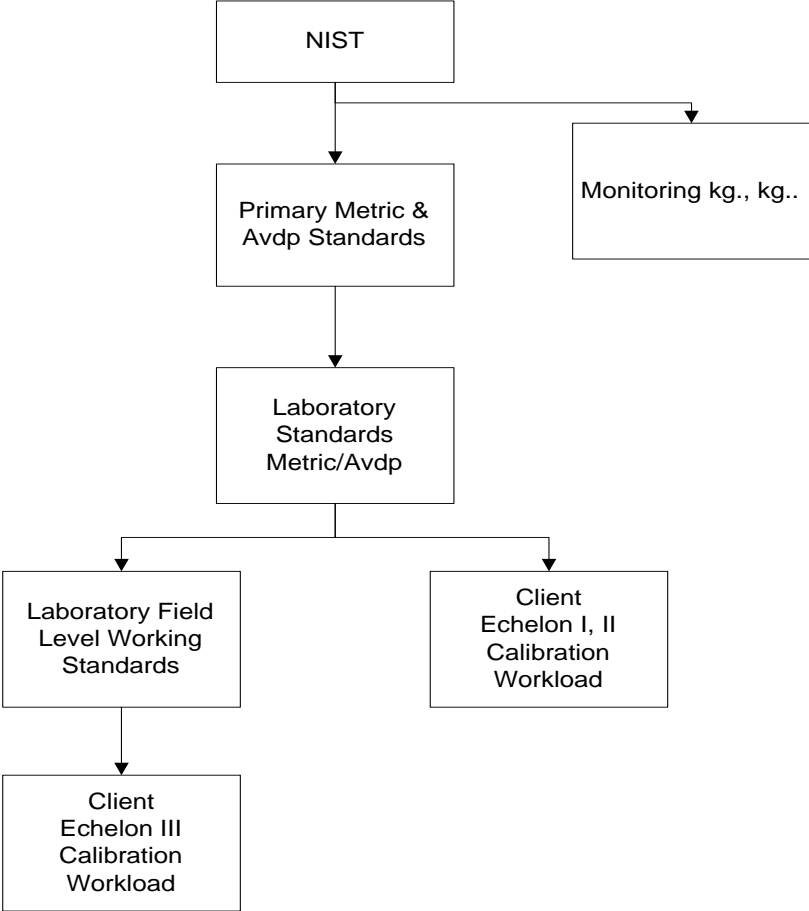 NIST
Monitoring kg., kg..
Primary Metric &
Avdp Standards
Laboratory
Standards
Metric/Avdp
Laboratory Field
Level Working
Standards
Client
Echelon I, II
Calibration
Workload
Client
Echelon III
Calibration
Workload